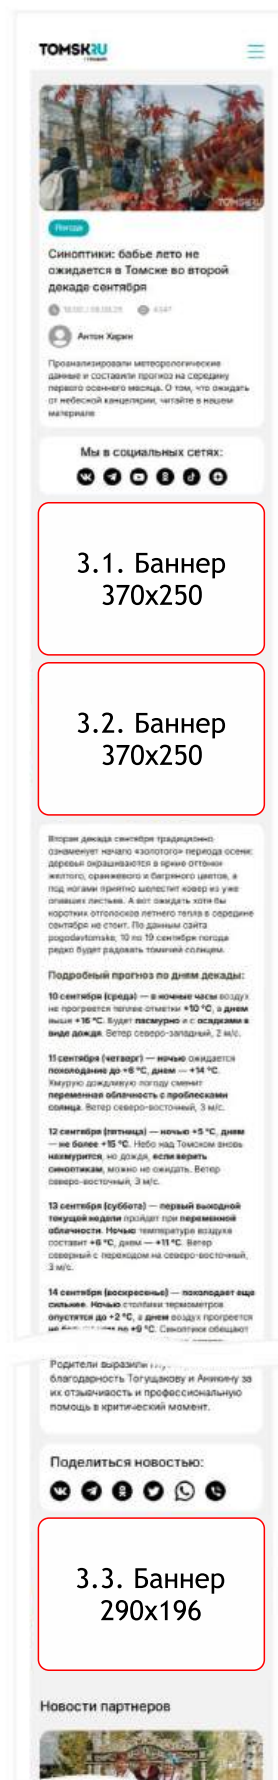 TOMSKRU
Погода
Синоптики: бабье лето не
ожидается в Томске во второй
декаде сентября
4347
Антон Хирин
Проанализировали метеорологические
данные и составили прогноз на середину
первого осеннего месяца. О том, что ожидать
от небесной канцелярии, читайте в нашем
материале
Мы в социальных сетях:
3.1. Баннер
370x250
3.2. Баннер
370x250
Вторая декада сентября традиционно
ознаменует начало «золотого» периода осени:
деревья окрашиваются в яркие оттенки
желтого, оранжевого и багряного цветов, а
под ногами приятно шелестит ковер из уже
опавших листьев. А вот ожидать хотя бы
коротких отголосков летнего тепла в середине
сентября не стоит. По данным сайта
pogodavtomske, 10 по 19 сентября погода
редко будет радовать томичей солнцем.
Подробный прогноз по дням декады:
10 сентября (среда) — в ночные часы воздух
не прогреется теплее отметки +10 °C, а днем
выше +16 °C. Будет пасмурно и с осадками в
виде дождя. Ветер северо-западный, 2 м/с.
11 сентября (четверг) — ночью ожидается
похолодание до +6 °C, днем — +14 °C.
Хмурую дождливую погоду сменит
переменная облачность с проблесками
солнца. Ветер северо-восточный, 3 м/с.
12 сентября (пятница) — ночью +5 °C, днем
— не более +15 °C. Небо над Томском вновь
нахмурится, но дождя, если верить
синоптикам, можно не ожидать. Ветер
северо-восточный, 3 м/с.
13 сентября (суббота) — первый выходной
текущей недели пройдет при переменной
облачности. Ночью температура воздуха
составит +6 °C, днем — +11 °C. Ветер
северный с переходом на северо-восточный,
3 м/с.
14 сентября (воскресенье) — похолодает еще
сильнее. Ночью столбики термометров
опустятся до +2 °C, а днем воздух прогреется
не до +9 °C. Синоптики обещают
Родители выразили
благодарность Тогущакову и Аникину за
их отзывчивость и профессиональную
помощь в критический момент.
Поделиться новостью:
3.3. Баннер
290x196
Новости партнеров